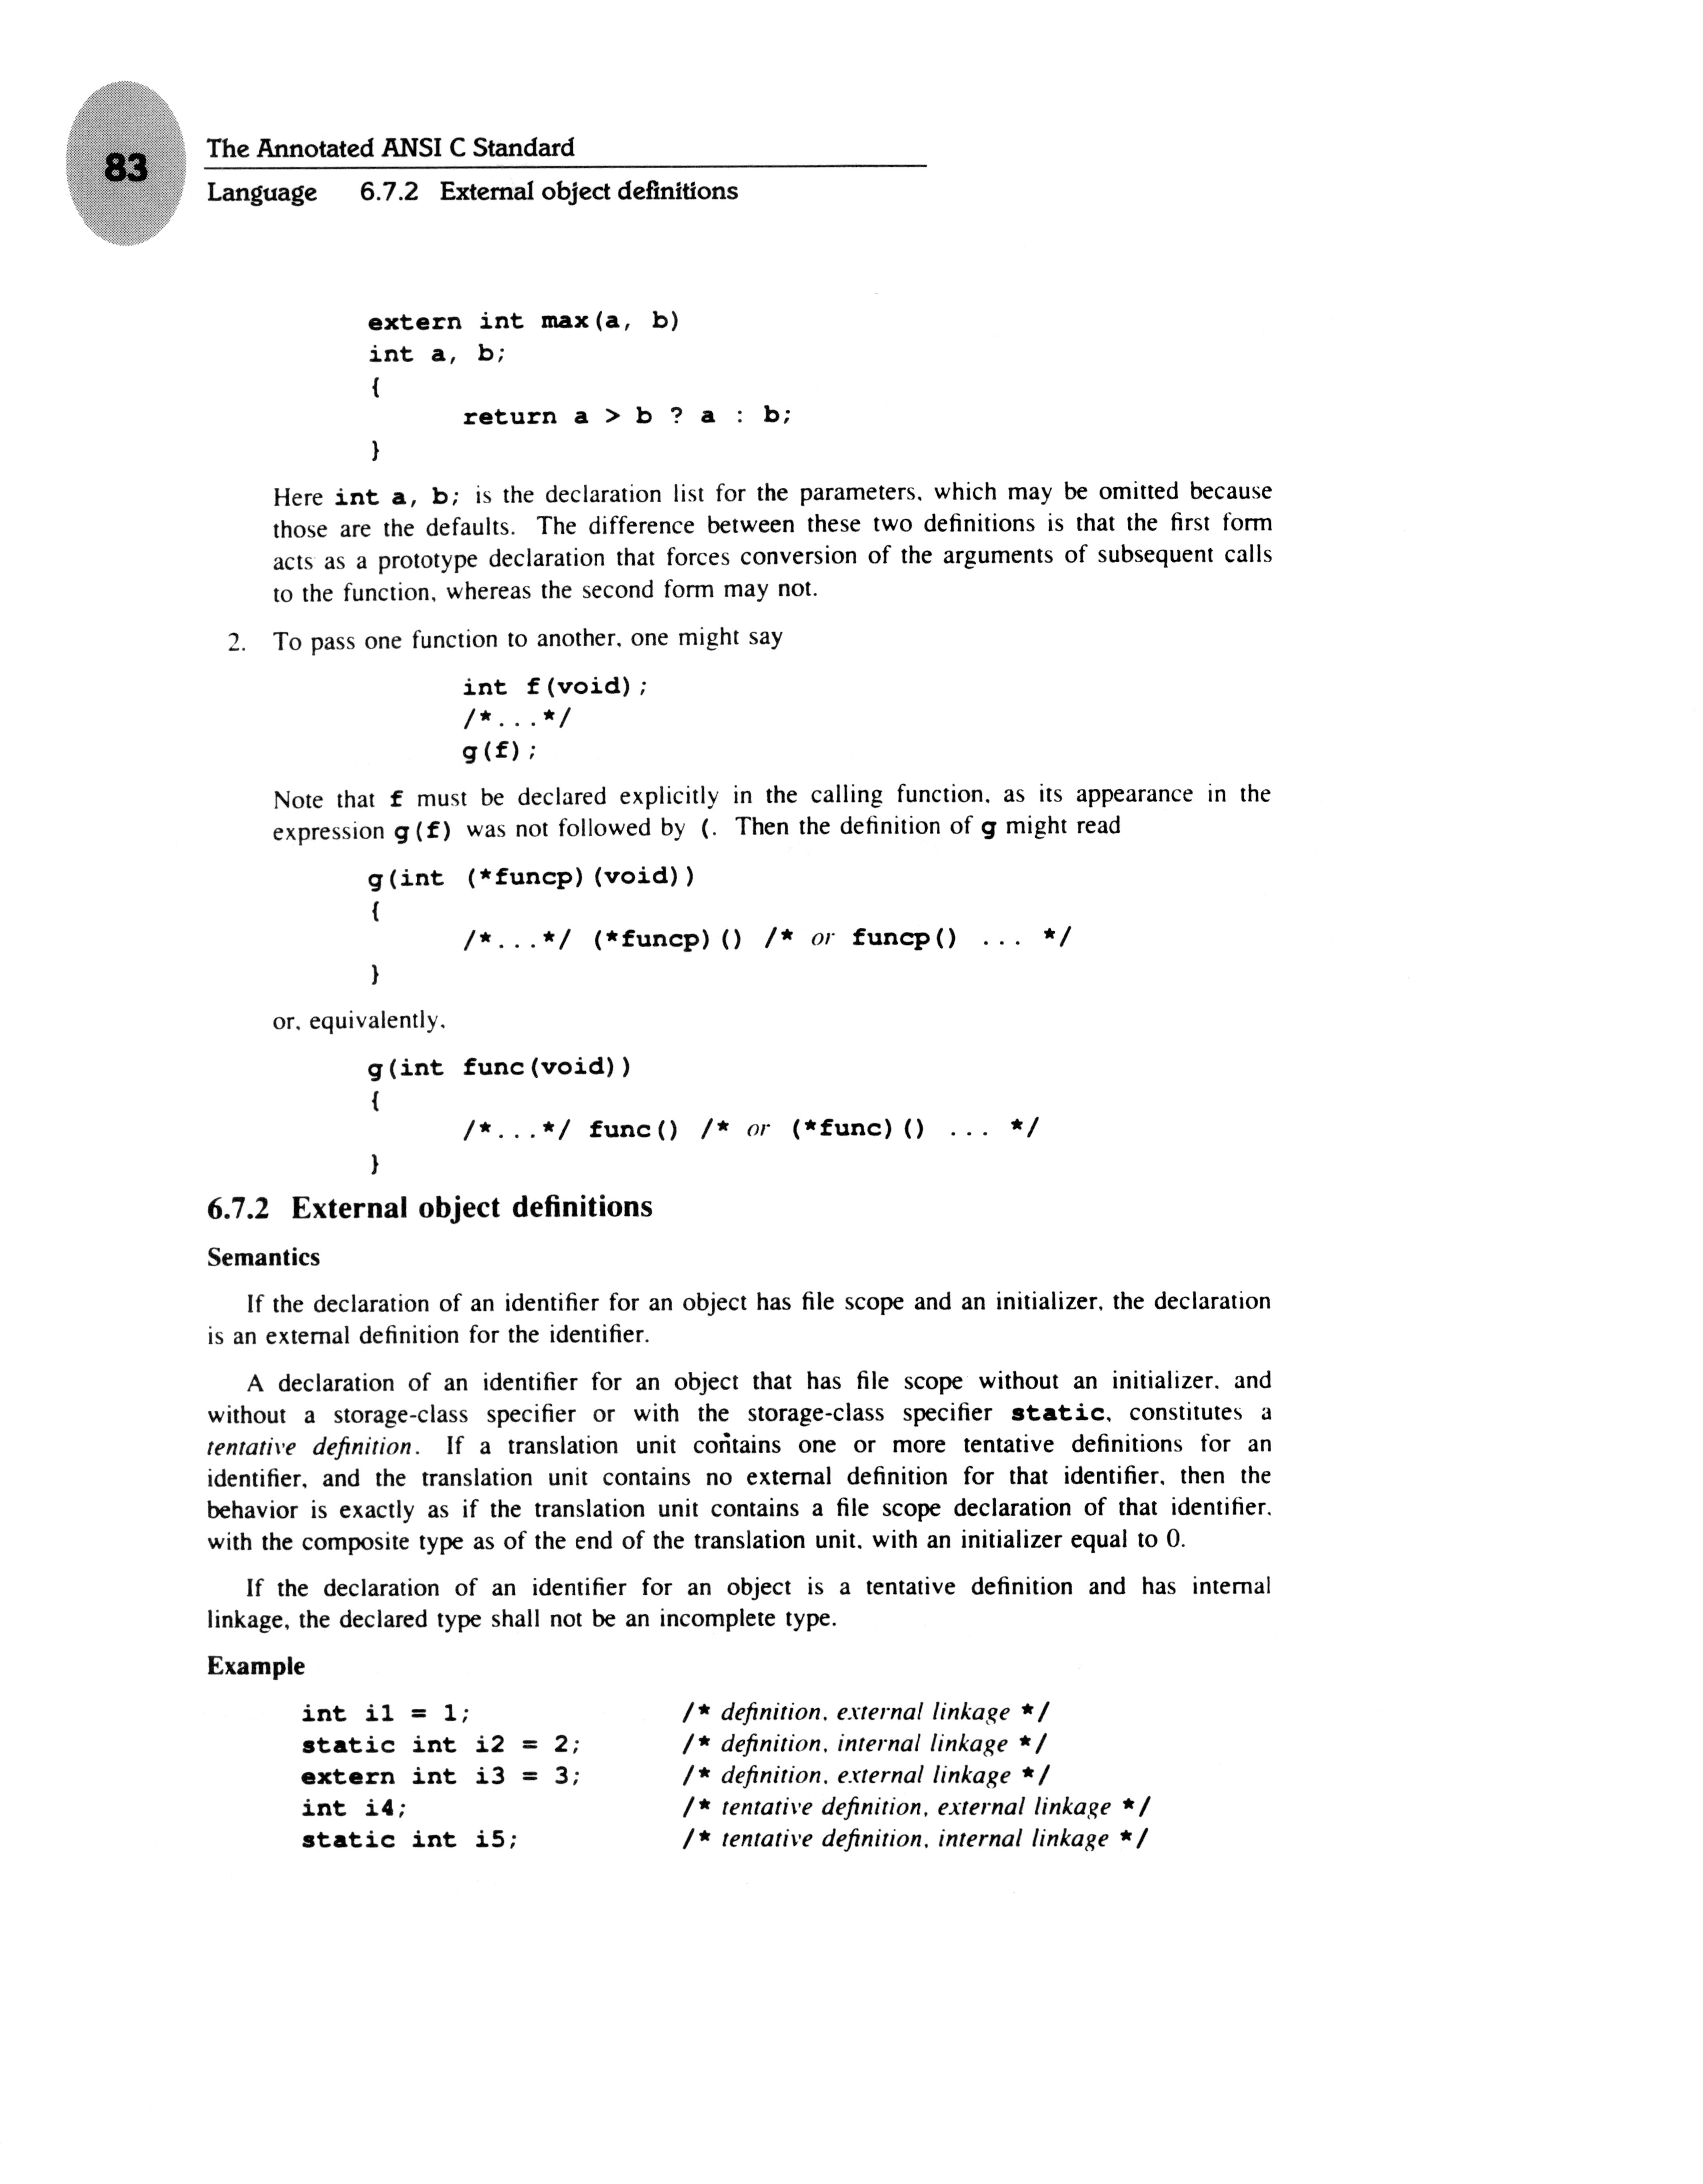 83
The Annotated ANSI C Standard
Language 6.7.2 External object definitions
extern int max(a, b)
int a, b;
{
return a > b ? a : b;
}
Here int a, b; is the declaration list for the parameters, which may be omitted because
those are the defaults. The difference between these two definitions is that the first form
acts as a prototype declaration that forces conversion of the arguments of subsequent calls
to the function, whereas the second form may not.
2. To pass one function to another, one might say
int f(void);
/*...*/
g(f);
Note that f must be declared explicitly in the calling function, as its appearance in the
expression g(f) was not followed by (. Then the definition of g might read
g(int (*funcp)(void))
{
/*...*/ (*funcp)() /* or funcp() ... */
}
or, equivalently,
g(int func(void))
{
/*...*/ func() /* or (*func)() ... */
}
6.7.2 External object definitions
Semantics
If the declaration of an identifier for an object has file scope and an initializer, the declaration
is an external definition for the identifier.
A declaration of an identifier for an object that has file scope without an initializer, and
without a storage-class specifier or with the storage-class specifier static, constitutes a
tentative definition. If a translation unit contains one or more tentative definitions for an
identifier, and the translation unit contains no external definition for that identifier, then the
behavior is exactly as if the translation unit contains a file scope declaration of that identifier,
with the composite type as of the end of the translation unit, with an initializer equal to 0.
If the declaration of an identifier for an object is a tentative definition and has internal
linkage, the declared type shall not be an incomplete type.
Example
int i1 = 1; /* definition, external linkage */
static int i2 = 2; /* definition, internal linkage */
extern int i3 = 3; /* definition, external linkage */
int i4; /* tentative definition, external linkage */
static int i5; /* tentative definition, internal linkage */